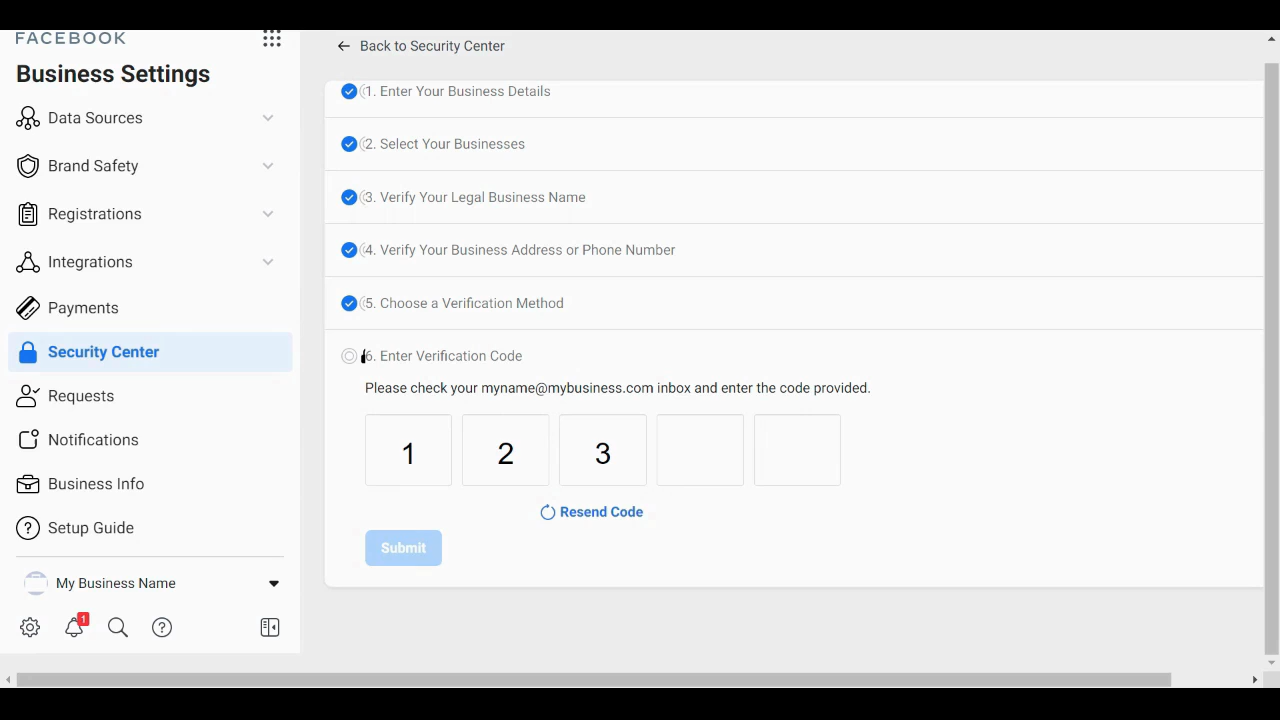 FACEBOOK
Business Settings
Data Sources
Brand Safety
Registrations
Integrations
Payments
Security Center
Requests
Notifications
Business Info
Setup Guide
My Business Name
1
Back to Security Center
1. Enter Your Business Details
2. Select Your Businesses
3. Verify Your Legal Business Name
4. Verify Your Business Address or Phone Number
5. Choose a Verification Method
6. Enter Verification Code
Please check your myname@mybusiness.com inbox and enter the code provided.
1 2 3
Resend Code
Submit